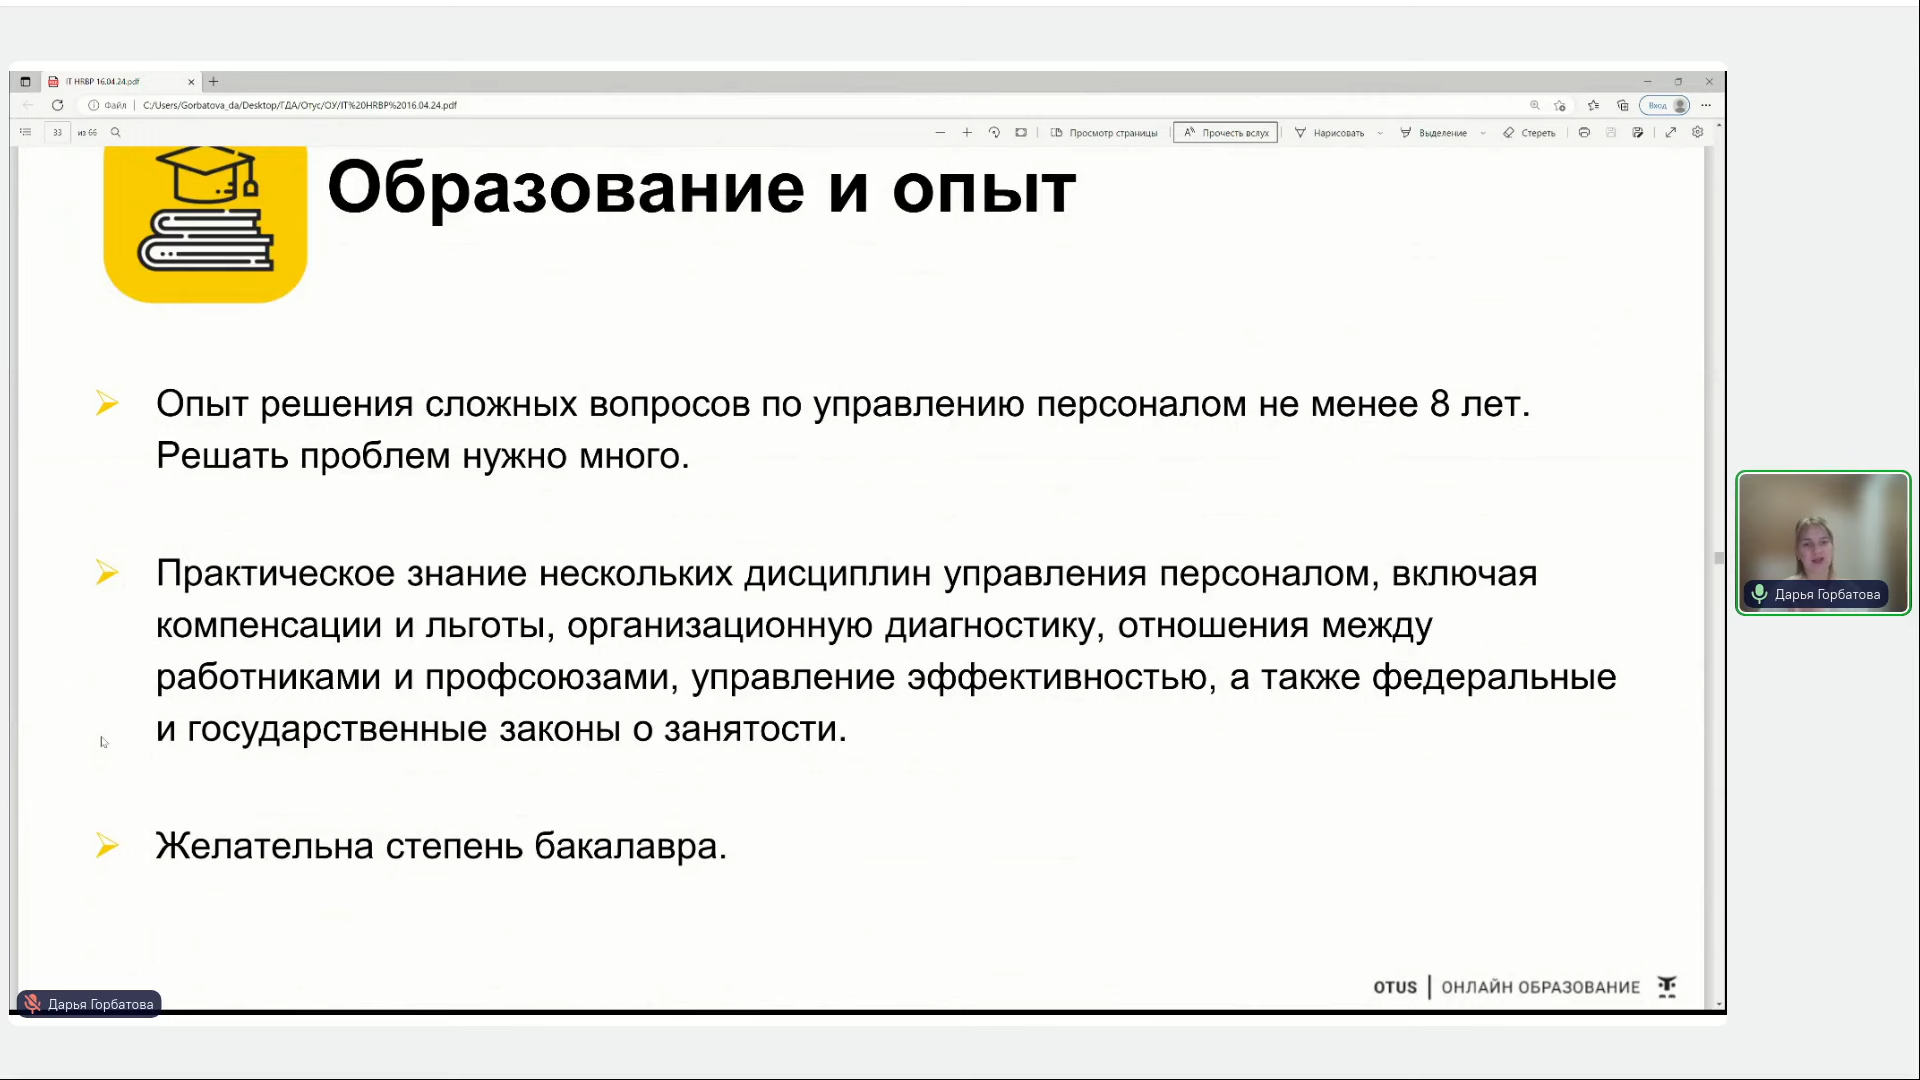 IT HRBP 16.04.24.pdf
Файл C:/Users/Gorbatova_da/Desktop/ГДА/Отус/ОУ/IT%20HRBP%2016.04.24.pdf
Вход
33 из 66
Просмотр страницы
Прочесть вслух
Нарисовать
Выделение
Стереть
Образование и опыт
Опыт решения сложных вопросов по управлению персоналом не менее 8 лет.
Решать проблем нужно много.
Практическое знание нескольких дисциплин управления персоналом, включая
компенсации и льготы, организационную диагностику, отношения между
работниками и профсоюзами, управление эффективностью, а также федеральные
и государственные законы о занятости.
Желательна степень бакалавра.
OTUS | ОНЛАЙН ОБРАЗОВАНИЕ
Дарья Горбатова
Дарья Горбатова